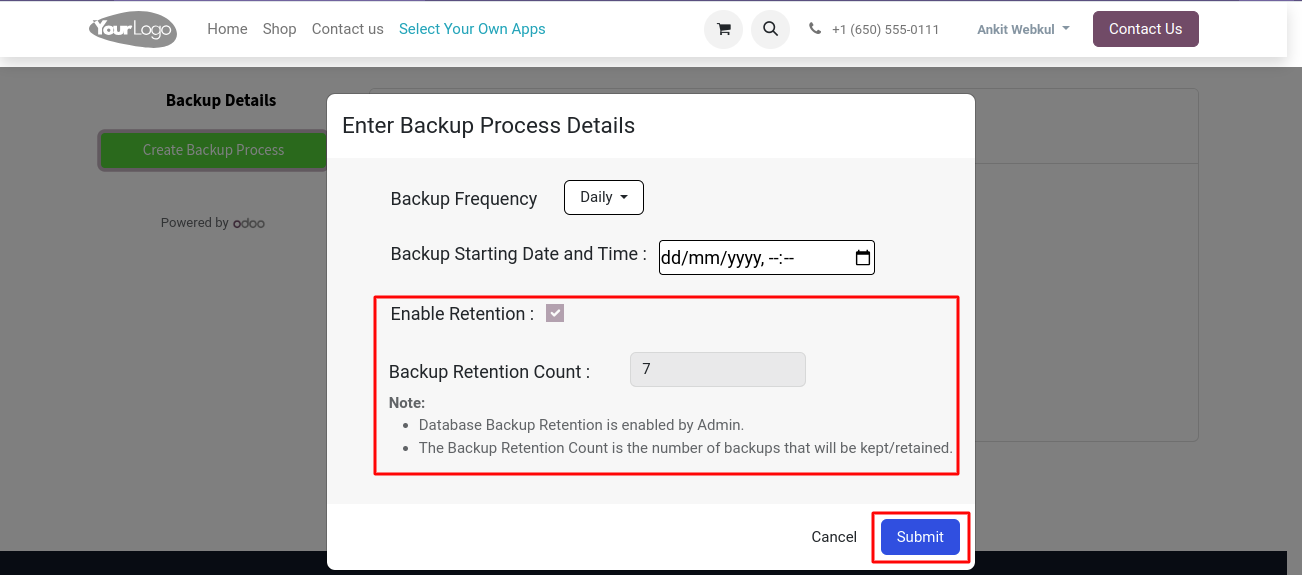 YourLogo Home Shop Contact us Select Your Own Apps +1 (650) 555-0111 Ankit Webkul Contact Us
Backup Details
Create Backup Process
Powered by odoo
Enter Backup Process Details
Backup Frequency Daily
Backup Starting Date and Time : dd/mm/yyyy, --:--
Enable Retention :
Backup Retention Count : 7
Note:
• Database Backup Retention is enabled by Admin.
• The Backup Retention Count is the number of backups that will be kept/retained.
Cancel Submit